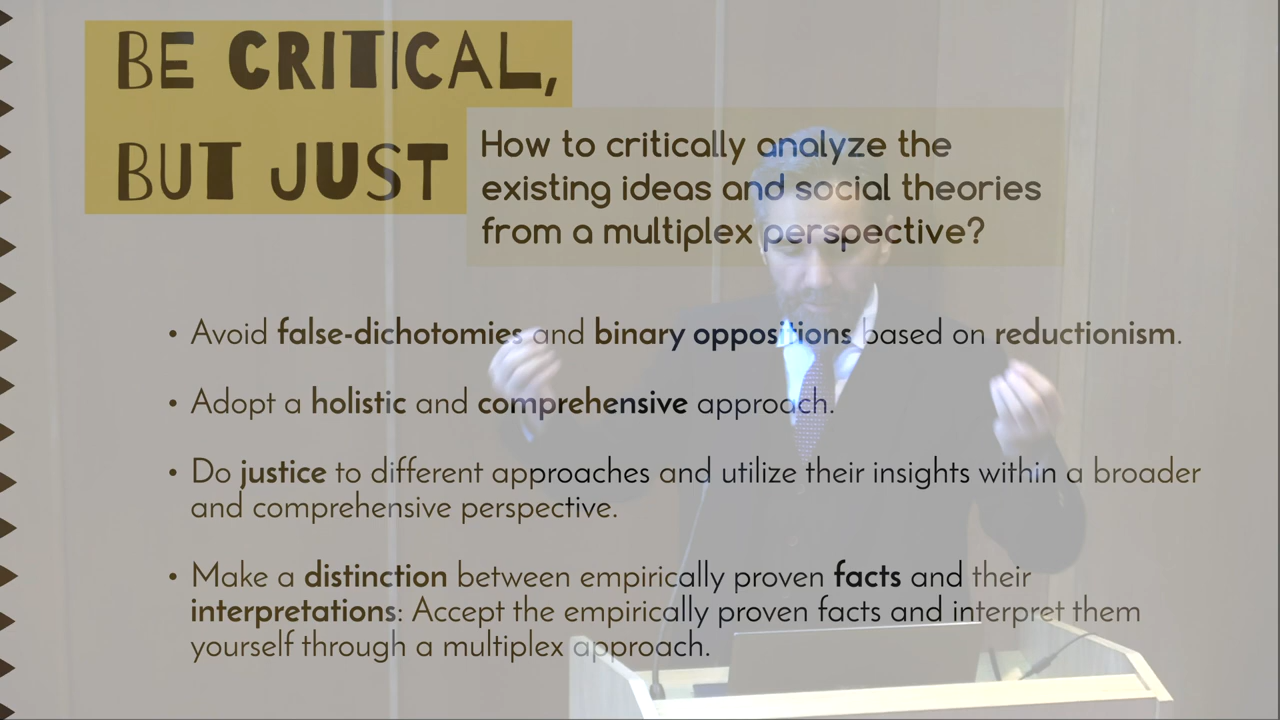 BE CRITICAL,
BUT JUST
How to critically analyze the
existing ideas and social theories
from a multiplex perspective?
• Avoid false-dichotomies and binary oppositions based on reductionism.
• Adopt a holistic and comprehensive approach.
• Do justice to different approaches and utilize their insights within a broader
and comprehensive perspective.
• Make a distinction between empirically proven facts and their
interpretations: Accept the empirically proven facts and interpret them
yourself through a multiplex approach.